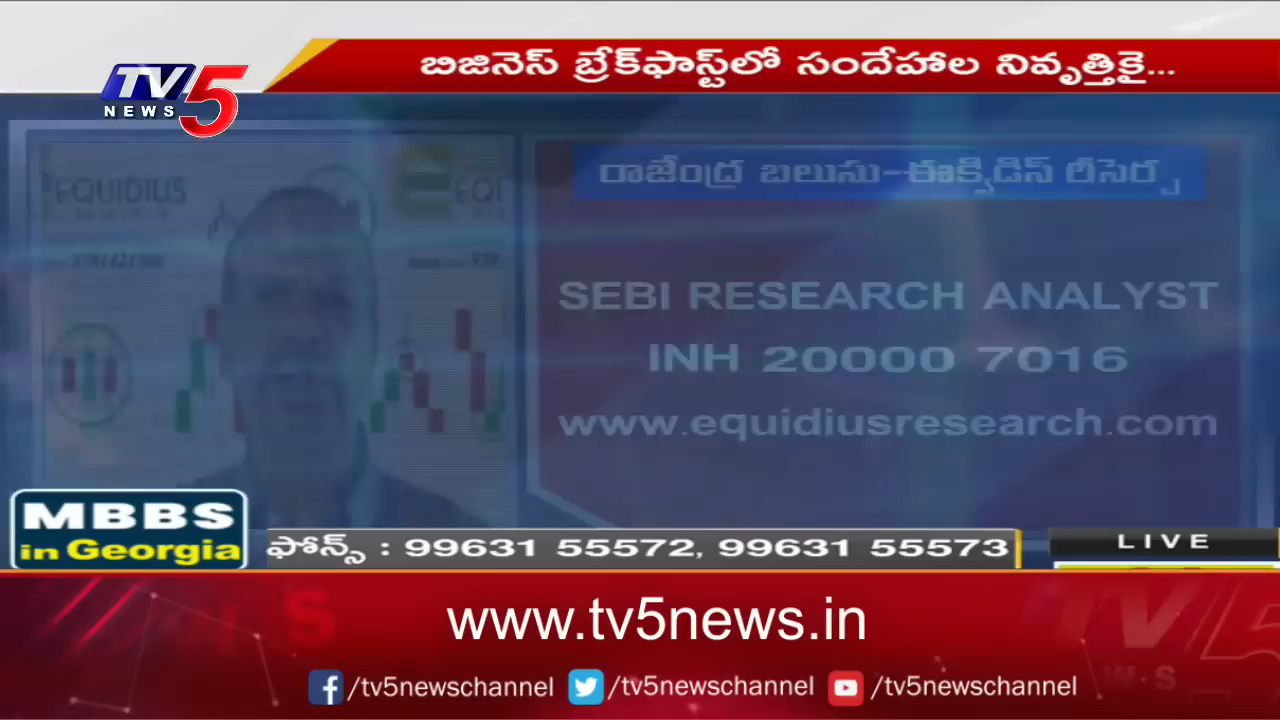 బిజినెస్ బ్రేక్‌ఫాస్ట్‌లో సందేహాల నివృత్తికై...
TV5
NEWS
EQUIDIUS
EQUI
రాజేంద్ర బలుసు-ఈక్విడిస్ రీసెర్చ
SEBI RESEARCH ANALYST
INH 20000 7016
www.equidiusresearch.com
MBBS
in Georgia
ఫోన్స్ : 99631 55572, 99631 55573
LIVE
www.tv5news.in
/tv5newschannel /tv5newschannel /tv5newschannel